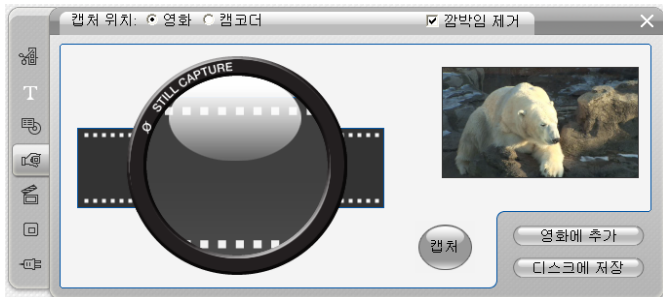 캡처 위치: 영화 캠코더 깜박임 제거
T
Ø STILL CAPTURE
캡처
영화에 추가
디스크에 저장